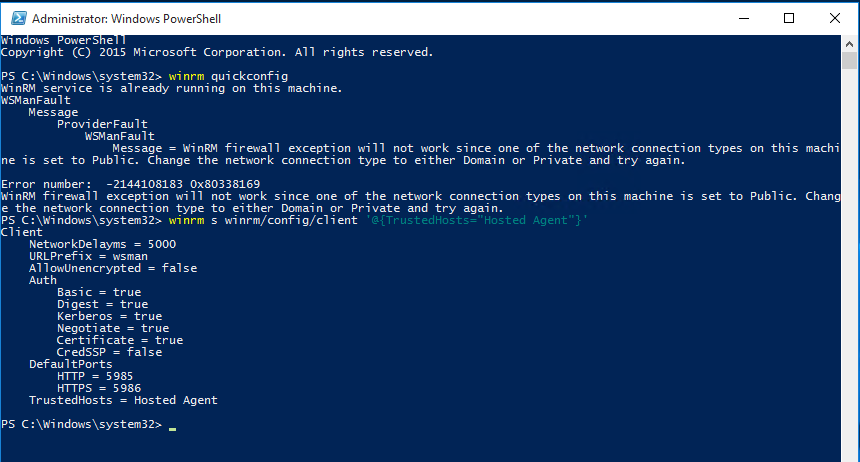 Administrator: Windows PowerShell
Windows PowerShell
Copyright (C) 2015 Microsoft Corporation. All rights reserved.
PS C:\Windows\system32> winrm quickconfig
WinRM service is already running on this machine.
WSManFault
    Message
        ProviderFault
            WSManFault
                Message = WinRM firewall exception will not work since one of the network connection types on this machi
ne is set to Public. Change the network connection type to either Domain or Private and try again.
Error number:  -2144108183 0x80338169
WinRM firewall exception will not work since one of the network connection types on this machine is set to Public. Chang
e the network connection type to either Domain or Private and try again.
PS C:\Windows\system32> winrm s winrm/config/client '@{TrustedHosts="Hosted Agent"}'
Client
    NetworkDelayms = 5000
    URLPrefix = wsman
    AllowUnencrypted = false
    Auth
        Basic = true
        Digest = true
        Kerberos = true
        Negotiate = true
        Certificate = true
        CredSSP = false
    DefaultPorts
        HTTP = 5985
        HTTPS = 5986
    TrustedHosts = Hosted Agent
PS C:\Windows\system32> _